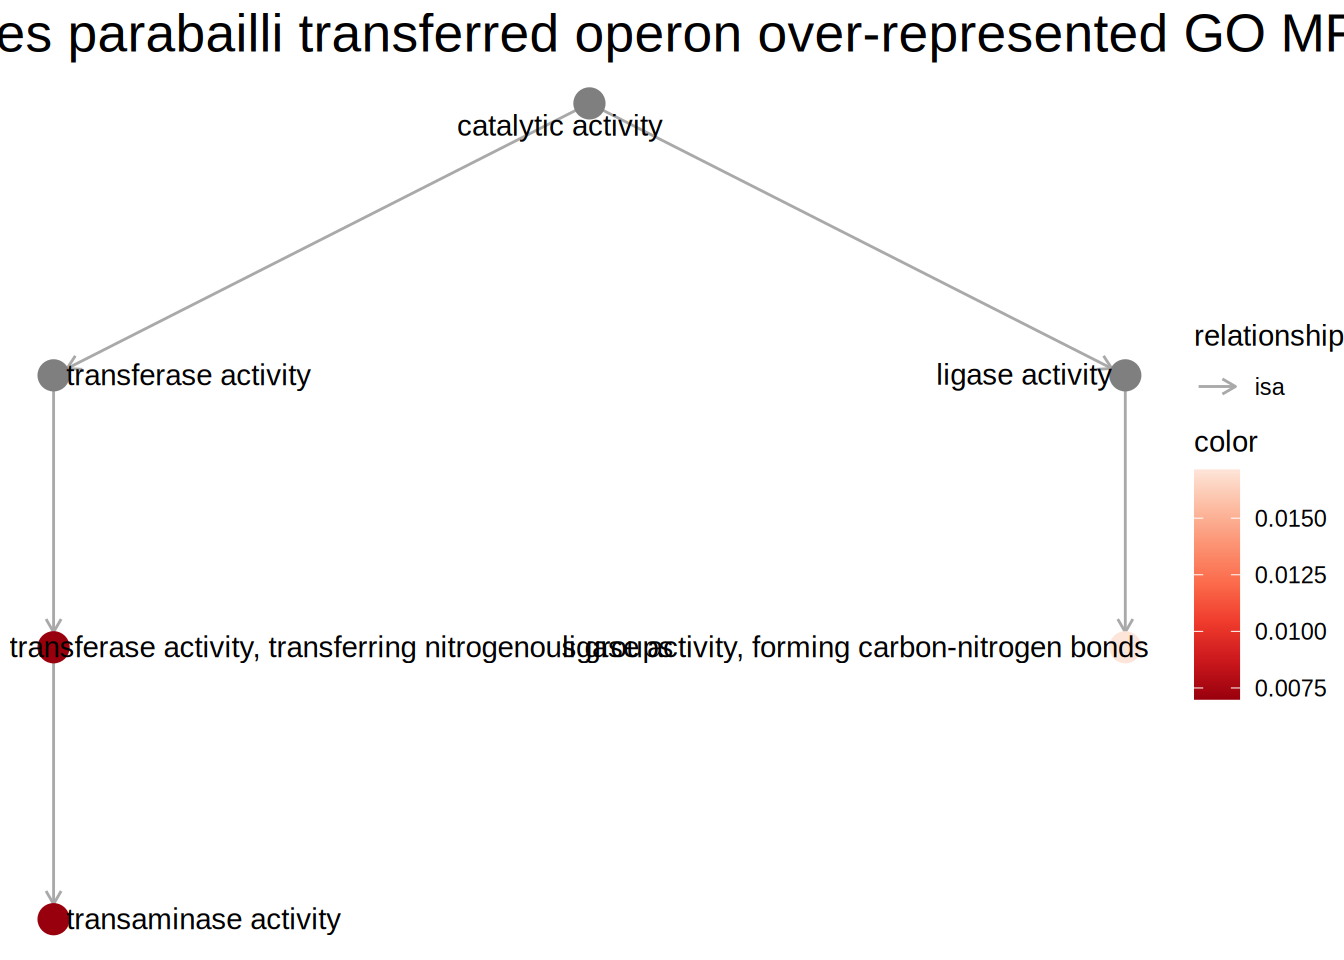 es parabailli transferred operon over-represented GO MF
catalytic activity
transferase activity
ligase activity
transferase activity, transferring nitrogenous groups
ligase activity, forming carbon-nitrogen bonds
transaminase activity
relationship
isa
color
0.0150
0.0125
0.0100
0.0075